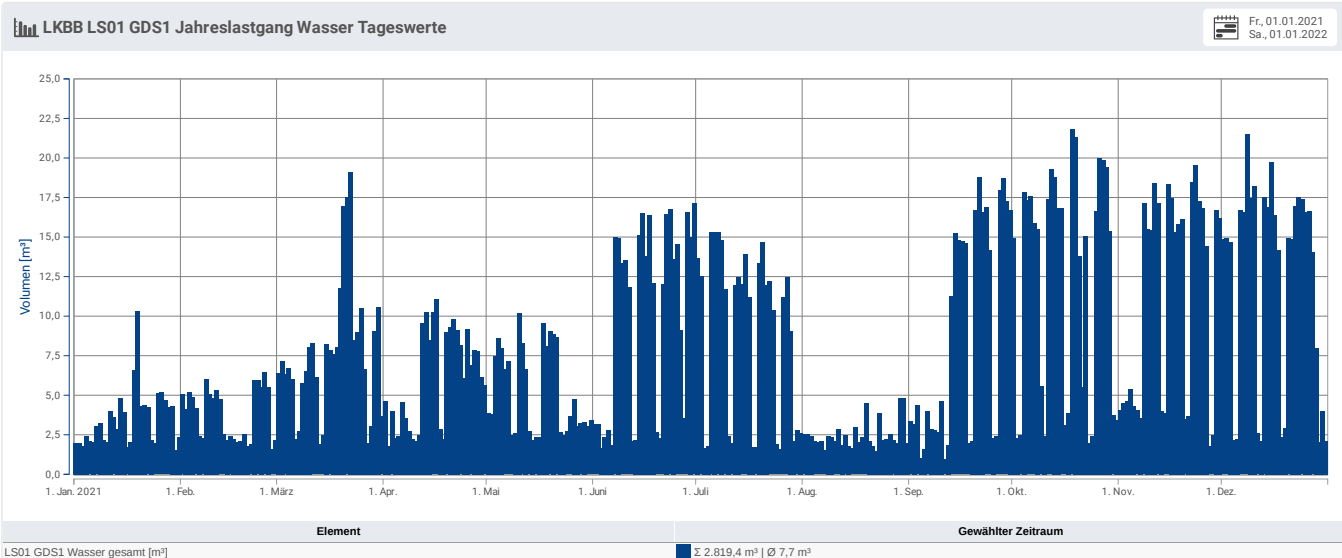 LKBB LS01 GDS1 Jahreslastgang Wasser Tageswerte
Fr., 01.01.2021
Sa., 01.01.2022
25,0
22,5
20,0
17,5
15,0
12,5
10,0
7,5
5,0
2,5
0,0
Volumen [m³]
1. Jan. 2021 1. Feb. 1. März 1. Apr. 1. Mai 1. Juni 1. Juli 1. Aug. 1. Sep. 1. Okt. 1. Nov. 1. Dez.
Element Gewählter Zeitraum
LS01 GDS1 Wasser gesamt [m³] Σ 2.819,4 m³ | Ø 7,7 m³